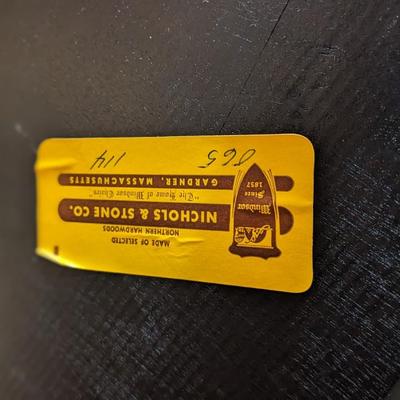 MADE OF SELECTED
NORTHERN HARDWOODS
NICHOLS & STONE CO.
"The Home of Windsor Chairs"
GARDNER, MASSACHUSETTS
Windsor
Since
1857
865 114